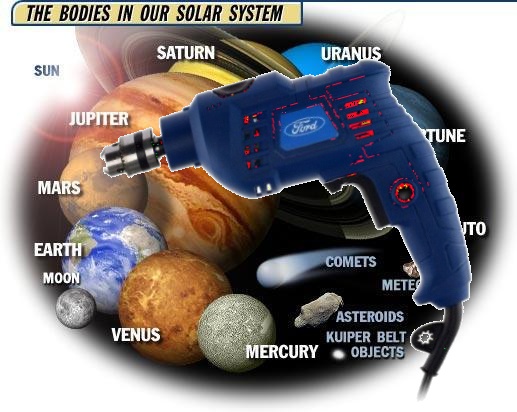 THE BODIES IN OUR SOLAR SYSTEM
SATURN
URANUS
SUN
JUPITER
TUNE
MARS
UTO
EARTH
COMETS
MOON
METE
ASTEROIDS
VENUS
KUIPER BELT
MERCURY
OBJECTS
Ford